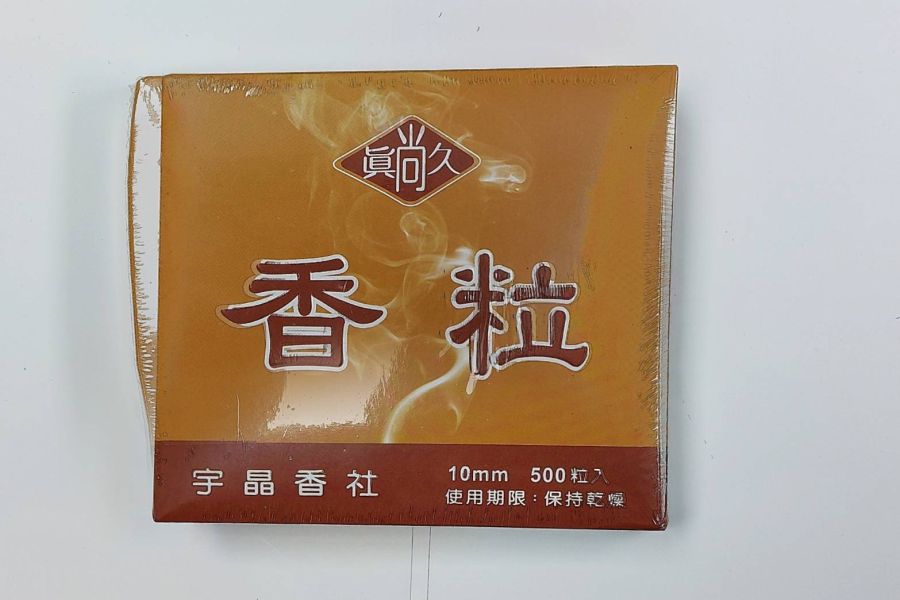 眞尚久
香粒
宇晶香社
10mm 500粒入
使用期限：保持乾燥